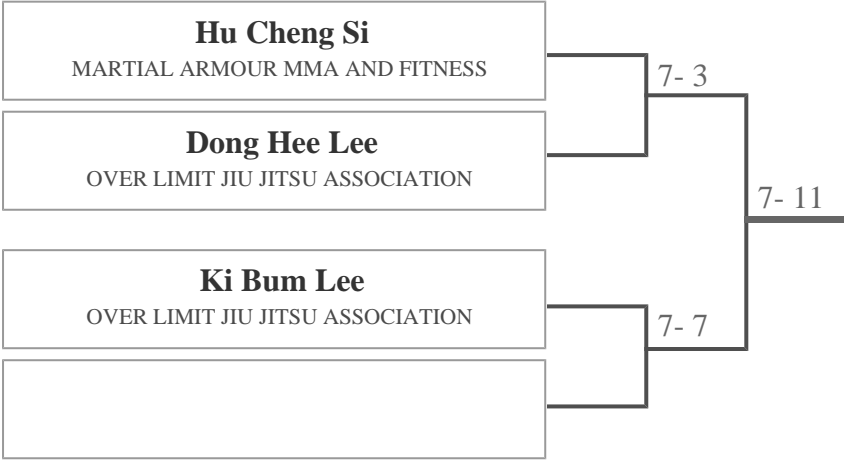 Hu Cheng Si
MARTIAL ARMOUR MMA AND FITNESS
7- 3
Dong Hee Lee
OVER LIMIT JIU JITSU ASSOCIATION
7- 11
Ki Bum Lee
OVER LIMIT JIU JITSU ASSOCIATION
7- 7